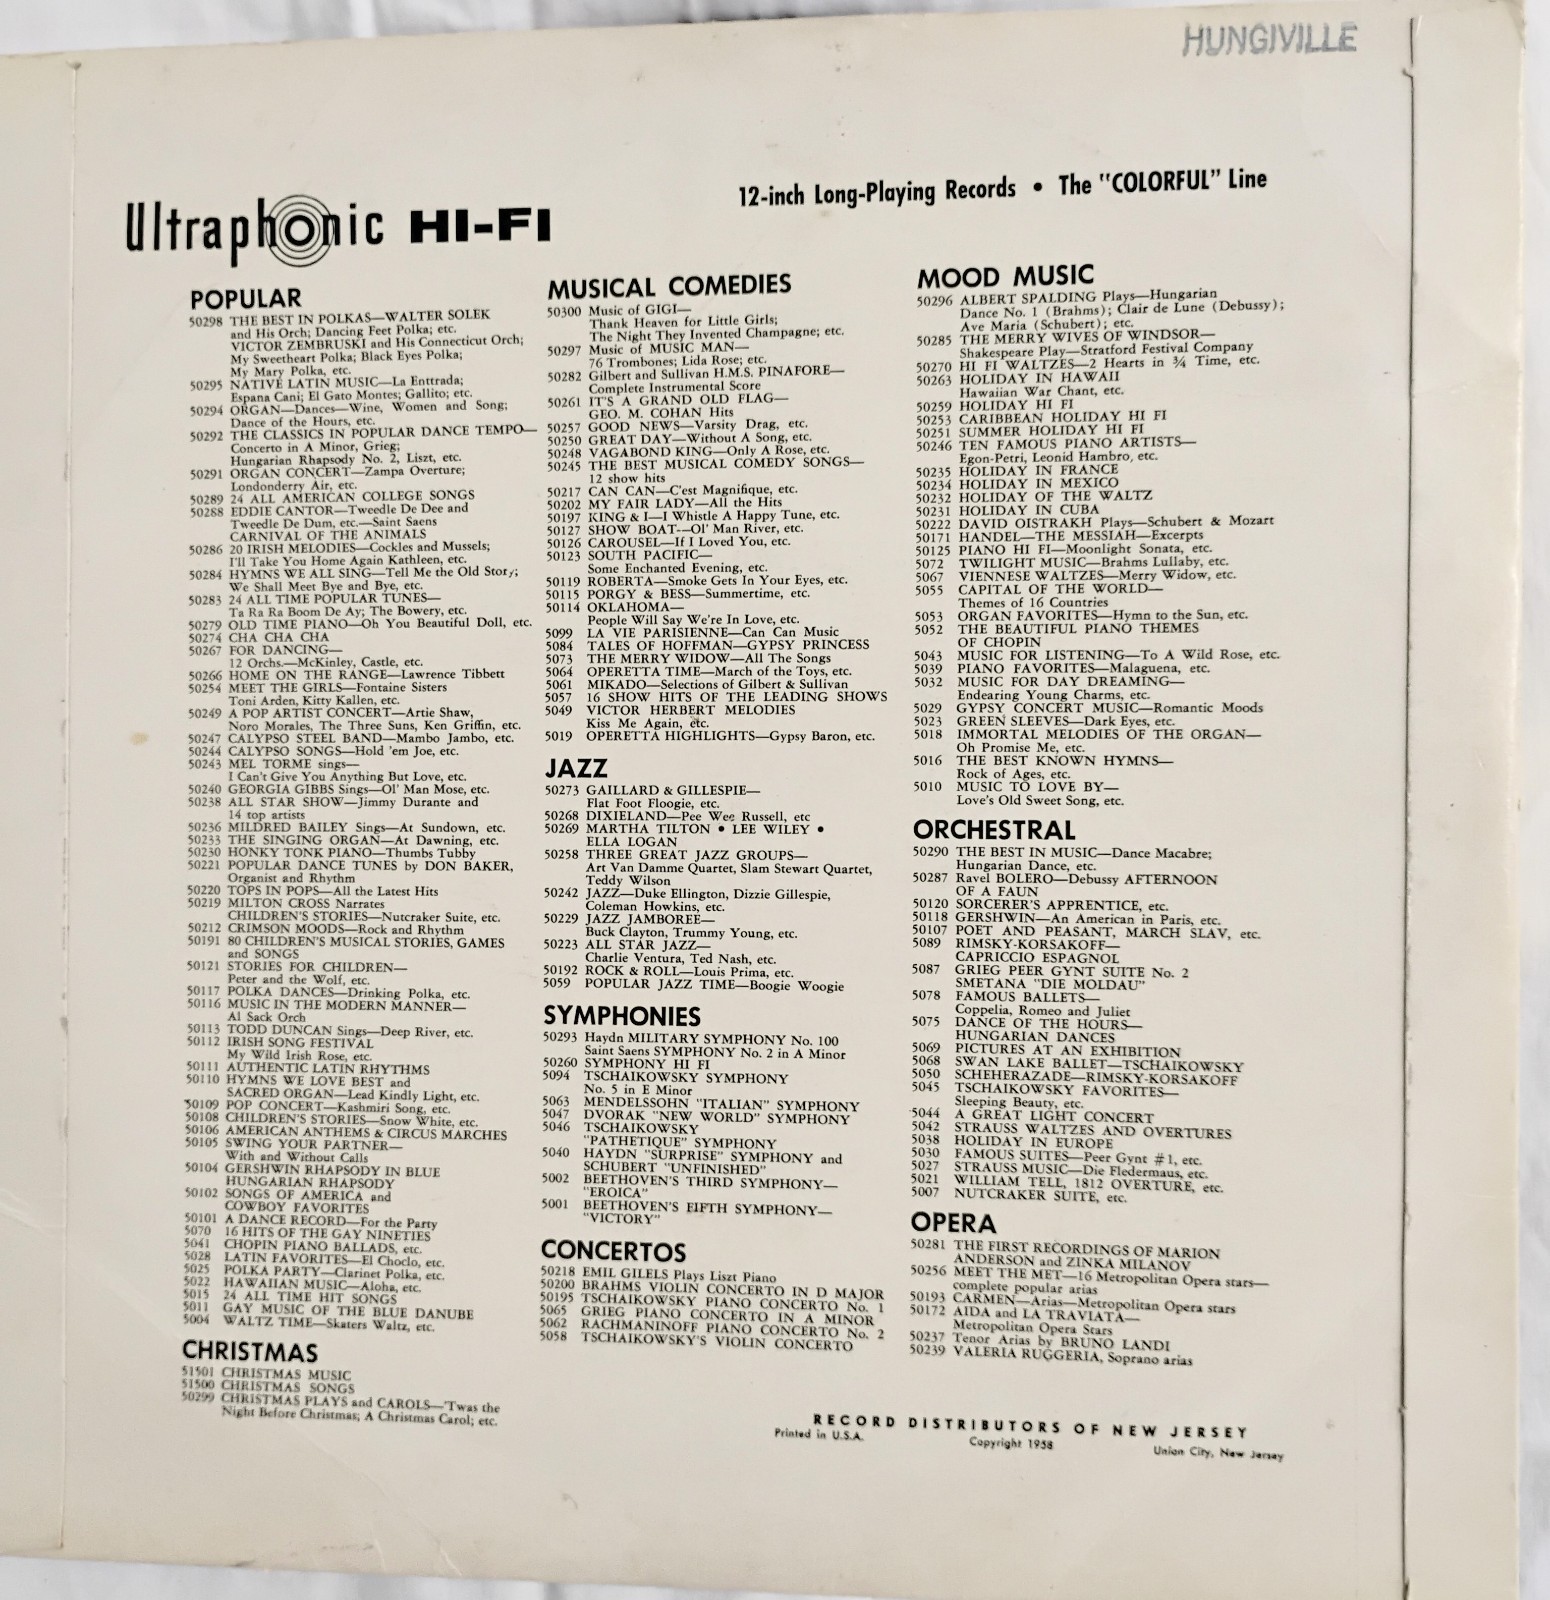 HUNGIVILLE
Ultraphonic HI-FI
12-inch Long-Playing Records • The "COLORFUL" Line
POPULAR
50298 THE BEST IN POLKAS—WALTER SOLEK
and His Orch; Dancing Feet Polka; etc.
VICTOR ZEMBRUSKI and His Connecticut Orch;
My Sweetheart Polka; Black Eyes Polka;
My Mary Polka, etc.
50295 NATIVE LATIN MUSIC—La Enttrada;
Espana Cani; El Gato Montes; Gallito; etc.
50294 ORGAN—Dances—Wine, Women and Song;
Dance of the Hours, etc.
50292 THE CLASSICS IN POPULAR DANCE TEMPO—
Concerto in A Minor, Grieg;
Hungarian Rhapsody No. 2, Liszt, etc.
50291 ORGAN CONCERT—Zampa Overture;
Londonderry Air, etc.
50289 24 ALL AMERICAN COLLEGE SONGS
50288 EDDIE CANTOR—Tweedle De Dee and
Tweedle De Dum, etc.—Saint Saens
CARNIVAL OF THE ANIMALS
50286 20 IRISH MELODIES—Cockles and Mussels;
I'll Take You Home Again Kathleen, etc.
50284 HYMNS WE ALL SING—Tell Me the Old Story;
We Shall Meet Bye and Bye, etc.
50283 24 ALL TIME POPULAR TUNES—
Ta Ra Ra Boom De Ay; The Bowery, etc.
50279 OLD TIME PIANO—Oh You Beautiful Doll, etc.
50274 CHA CHA CHA
50267 FOR DANCING—
12 Orchs.—McKinley, Castle, etc.
50266 HOME ON THE RANGE—Lawrence Tibbett
50254 MEET THE GIRLS—Fontaine Sisters
Toni Arden, Kitty Kallen, etc.
50249 A POP ARTIST CONCERT—Artie Shaw,
Noro Morales, The Three Suns, Ken Griffin, etc.
50247 CALYPSO STEEL BAND—Mambo Jambo, etc.
50244 CALYPSO SONGS—Hold 'em Joe, etc.
50243 MEL TORME sings—
I Can't Give You Anything But Love, etc.
50240 GEORGIA GIBBS Sings—Ol' Man Mose, etc.
50238 ALL STAR SHOW—Jimmy Durante and
14 top artists
50236 MILDRED BAILEY Sings—At Sundown, etc.
50233 THE SINGING ORGAN—At Dawning, etc.
50230 HONKY TONK PIANO—Thumbs Tubby
50221 POPULAR DANCE TUNES by DON BAKER,
Organist and Rhythm
50220 TOPS IN POPS—All the Latest Hits
50219 MILTON CROSS Narrates
CHILDREN'S STORIES—Nutcraker Suite, etc.
50212 CRIMSON MOODS—Rock and Rhythm
50191 80 CHILDREN'S MUSICAL STORIES, GAMES
and SONGS
50121 STORIES FOR CHILDREN—
Peter and the Wolf, etc.
50117 POLKA DANCES—Drinking Polka, etc.
50116 MUSIC IN THE MODERN MANNER—
Al Sack Orch
50113 TODD DUNCAN Sings—Deep River, etc.
50112 IRISH SONG FESTIVAL
My Wild Irish Rose, etc.
50111 AUTHENTIC LATIN RHYTHMS
50110 HYMNS WE LOVE BEST and
SACRED ORGAN—Lead Kindly Light, etc.
50109 POP CONCERT—Kashmiri Song, etc.
50108 CHILDREN'S STORIES—Snow White, etc.
50106 AMERICAN ANTHEMS & CIRCUS MARCHES
50105 SWING YOUR PARTNER—
With and Without Calls
50104 GERSHWIN RHAPSODY IN BLUE
HUNGARIAN RHAPSODY
50102 SONGS OF AMERICA and
COWBOY FAVORITES
50101 A DANCE RECORD—For the Party
5070 16 HITS OF THE GAY NINETIES
5041 CHOPIN PIANO BALLADS, etc.
5028 LATIN FAVORITES—El Choclo, etc.
5025 POLKA PARTY—Clarinet Polka, etc.
5022 HAWAIIAN MUSIC—Aloha, etc.
5015 24 ALL TIME HIT SONGS
5011 GAY MUSIC OF THE BLUE DANUBE
5004 WALTZ TIME—Skaters Waltz, etc.
CHRISTMAS
51501 CHRISTMAS MUSIC
51500 CHRISTMAS SONGS
50299 CHRISTMAS PLAYS and CAROLS—'Twas the
Night Before Christmas; A Christmas Carol; etc.
MUSICAL COMEDIES
50300 Music of GIGI—
Thank Heaven for Little Girls;
The Night They Invented Champagne; etc.
50297 Music of MUSIC MAN—
76 Trombones; Lida Rose; etc.
50282 Gilbert and Sullivan H.M.S. PINAFORE—
Complete Instrumental Score
50261 IT'S A GRAND OLD FLAG—
GEO. M. COHAN Hits
50257 GOOD NEWS—Varsity Drag, etc.
50250 GREAT DAY—Without A Song, etc.
50248 VAGABOND KING—Only A Rose, etc.
50245 THE BEST MUSICAL COMEDY SONGS—
12 show hits
50217 CAN CAN—C'est Magnifique, etc.
50202 MY FAIR LADY—All the Hits
50197 KING & I—I Whistle A Happy Tune, etc.
50127 SHOW BOAT—Ol' Man River, etc.
50126 CAROUSEL—If I Loved You, etc.
50123 SOUTH PACIFIC—
Some Enchanted Evening, etc.
50119 ROBERTA—Smoke Gets In Your Eyes, etc.
50115 PORGY & BESS—Summertime, etc.
50114 OKLAHOMA—
People Will Say We're In Love, etc.
5099 LA VIE PARISIENNE—Can Can Music
5084 TALES OF HOFFMAN—GYPSY PRINCESS
5073 THE MERRY WIDOW—All The Songs
5064 OPERETTA TIME—March of the Toys, etc.
5061 MIKADO—Selections of Gilbert & Sullivan
5057 16 SHOW HITS OF THE LEADING SHOWS
5049 VICTOR HERBERT MELODIES
Kiss Me Again, etc.
5019 OPERETTA HIGHLIGHTS—Gypsy Baron, etc.
JAZZ
50273 GAILLARD & GILLESPIE—
Flat Foot Floogie, etc.
50268 DIXIELAND—Pee Wee Russell, etc
50269 MARTHA TILTON • LEE WILEY •
ELLA LOGAN
50258 THREE GREAT JAZZ GROUPS—
Art Van Damme Quartet, Slam Stewart Quartet,
Teddy Wilson
50242 JAZZ—Duke Ellington, Dizzie Gillespie,
Coleman Howkins, etc.
50229 JAZZ JAMBOREE—
Buck Clayton, Trummy Young, etc.
50223 ALL STAR JAZZ—
Charlie Ventura, Ted Nash, etc.
50192 ROCK & ROLL—Louis Prima, etc.
5059 POPULAR JAZZ TIME—Boogie Woogie
SYMPHONIES
50293 Haydn MILITARY SYMPHONY No. 100
Saint Saens SYMPHONY No. 2 in A Minor
50260 SYMPHONY HI FI
5094 TSCHAIKOWSKY SYMPHONY
No. 5 in E Minor
5063 MENDELSSOHN "ITALIAN" SYMPHONY
5047 DVORAK "NEW WORLD" SYMPHONY
5046 TSCHAIKOWSKY
"PATHETIQUE" SYMPHONY
5040 HAYDN "SURPRISE" SYMPHONY and
SCHUBERT "UNFINISHED"
5002 BEETHOVEN'S THIRD SYMPHONY—
"EROICA"
5001 BEETHOVEN'S FIFTH SYMPHONY—
"VICTORY"
CONCERTOS
50218 EMIL GILELS Plays Liszt Piano
50200 BRAHMS VIOLIN CONCERTO IN D MAJOR
50195 TSCHAIKOWSKY PIANO CONCERTO No. 1
5065 GRIEG PIANO CONCERTO IN A MINOR
5062 RACHMANINOFF PIANO CONCERTO No. 2
5058 TSCHAIKOWSKY'S VIOLIN CONCERTO
MOOD MUSIC
50296 ALBERT SPALDING Plays—Hungarian
Dance No. 1 (Brahms); Clair de Lune (Debussy);
Ave Maria (Schubert); etc.
50285 THE MERRY WIVES OF WINDSOR—
Shakespeare Play—Stratford Festival Company
50270 HI FI WALTZES—2 Hearts in ¾ Time, etc.
50263 HOLIDAY IN HAWAII
Hawaiian War Chant, etc.
50259 HOLIDAY HI FI
50253 CARIBBEAN HOLIDAY HI FI
50251 SUMMER HOLIDAY HI FI
50246 TEN FAMOUS PIANO ARTISTS—
Egon-Petri, Leonid Hambro, etc.
50235 HOLIDAY IN FRANCE
50234 HOLIDAY IN MEXICO
50232 HOLIDAY OF THE WALTZ
50231 HOLIDAY IN CUBA
50222 DAVID OISTRAKH Plays—Schubert & Mozart
50171 HANDEL—THE MESSIAH—Excerpts
50125 PIANO HI FI—Moonlight Sonata, etc.
5072 TWILIGHT MUSIC—Brahms Lullaby, etc.
5067 VIENNESE WALTZES—Merry Widow, etc.
5055 CAPITAL OF THE WORLD—
Themes of 16 Countries
5053 ORGAN FAVORITES—Hymn to the Sun, etc.
5052 THE BEAUTIFUL PIANO THEMES
OF CHOPIN
5043 MUSIC FOR LISTENING—To A Wild Rose, etc.
5039 PIANO FAVORITES—Malaguena, etc.
5032 MUSIC FOR DAY DREAMING—
Endearing Young Charms, etc.
5029 GYPSY CONCERT MUSIC—Romantic Moods
5023 GREEN SLEEVES—Dark Eyes, etc.
5018 IMMORTAL MELODIES OF THE ORGAN—
Oh Promise Me, etc.
5016 THE BEST KNOWN HYMNS—
Rock of Ages, etc.
5010 MUSIC TO LOVE BY—
Love's Old Sweet Song, etc.
ORCHESTRAL
50290 THE BEST IN MUSIC—Dance Macabre;
Hungarian Dance, etc.
50287 Ravel BOLERO—Debussy AFTERNOON
OF A FAUN
50120 SORCERER'S APPRENTICE, etc.
50118 GERSHWIN—An American in Paris, etc.
50107 POET AND PEASANT, MARCH SLAV, etc.
5089 RIMSKY-KORSAKOFF—
CAPRICCIO ESPAGNOL
5087 GRIEG PEER GYNT SUITE No. 2
SMETANA "DIE MOLDAU"
5078 FAMOUS BALLETS—
Coppelia, Romeo and Juliet
5075 DANCE OF THE HOURS—
HUNGARIAN DANCES
5069 PICTURES AT AN EXHIBITION
5068 SWAN LAKE BALLET—TSCHAIKOWSKY
5050 SCHEHERAZADE—RIMSKY-KORSAKOFF
5045 TSCHAIKOWSKY FAVORITES—
Sleeping Beauty, etc.
5044 A GREAT LIGHT CONCERT
5042 STRAUSS WALTZES AND OVERTURES
5038 HOLIDAY IN EUROPE
5030 FAMOUS SUITES—Peer Gynt #1, etc.
5027 STRAUSS MUSIC—Die Fledermaus, etc.
5021 WILLIAM TELL, 1812 OVERTURE, etc.
5007 NUTCRAKER SUITE, etc.
OPERA
50281 THE FIRST RECORDINGS OF MARION
ANDERSON and ZINKA MILANOV
50256 MEET THE MET—16 Metropolitan Opera stars—
complete popular arias
50193 CARMEN—Arias—Metropolitan Opera stars
50172 AIDA and LA TRAVIATA—
Metropolitan Opera Stars
50237 Tenor Arias by BRUNO LANDI
50239 VALERIA RUGGERIA, Soprano arias
RECORD DISTRIBUTORS OF NEW JERSEY
Printed in U.S.A. Copyright 1958 Union City, New Jersey